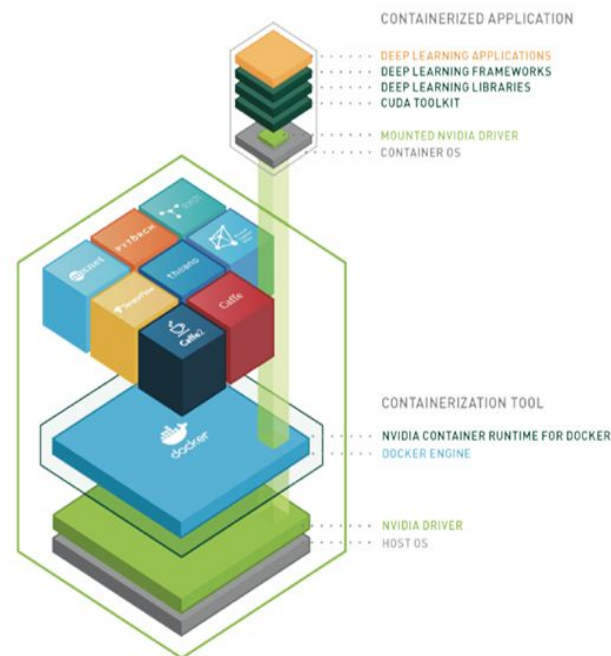 CONTAINERIZED APPLICATION
DEEP LEARNING APPLICATIONS
DEEP LEARNING FRAMEWORKS
DEEP LEARNING LIBRARIES
CUDA TOOLKIT
MOUNTED NVIDIA DRIVER
CONTAINER OS
torch
PYTORCH
mxnet
theano
TensorFlow
Caffe
Caffe2
docker
CONTAINERIZATION TOOL
NVIDIA CONTAINER RUNTIME FOR DOCKER
DOCKER ENGINE
NVIDIA DRIVER
HOST OS